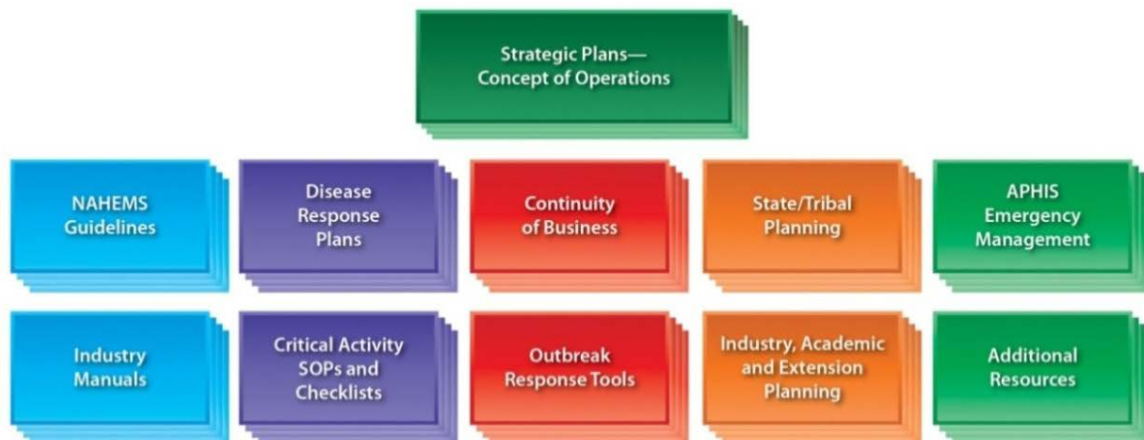 Strategic Plans—
Concept of Operations
NAHEMS
Guidelines
Disease
Response
Plans
Continuity
of Business
State/Tribal
Planning
APHIS
Emergency
Management
Industry
Manuals
Critical Activity
SOPs and
Checklists
Outbreak
Response Tools
Industry, Academic
and Extension
Planning
Additional
Resources